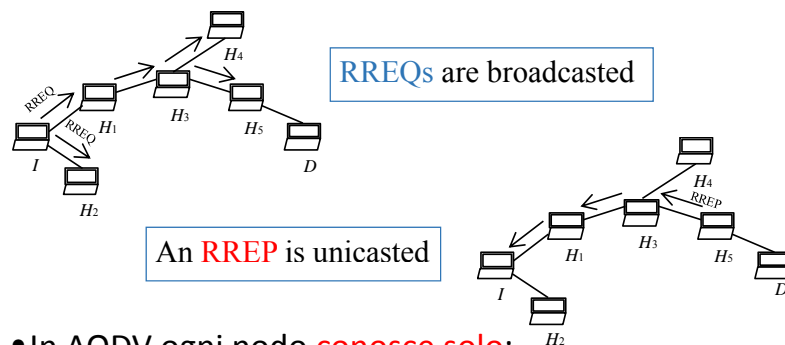 H4
RREQs are broadcasted
RREQ
H1
H3
H5
RREQ
I
D
H2
H4
RREP
An RREP is unicasted
H1
H3
H5
I
D
H2
•In AODV ogni nodo conosce solo: